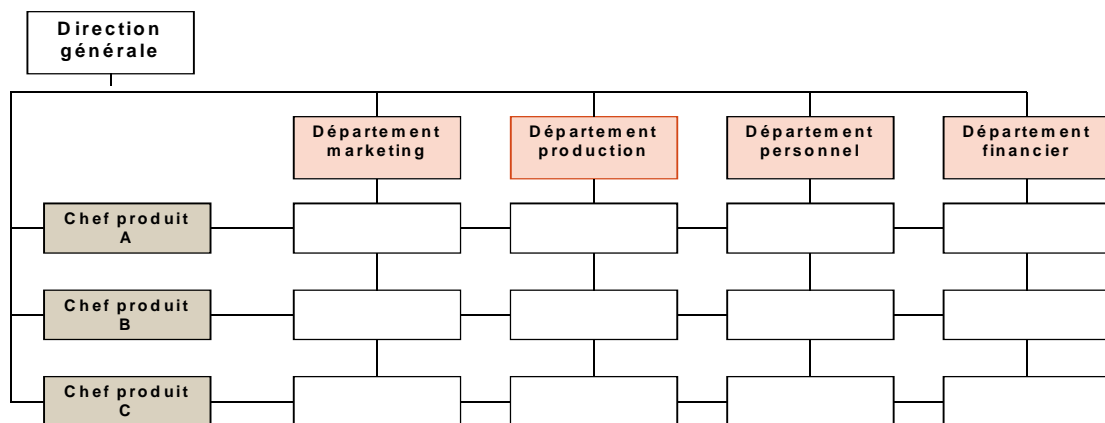 Direction
générale
Département
marketing
Département
production
Département
personnel
Département
financier
Chef produit
A
Chef produit
B
Chef produit
C